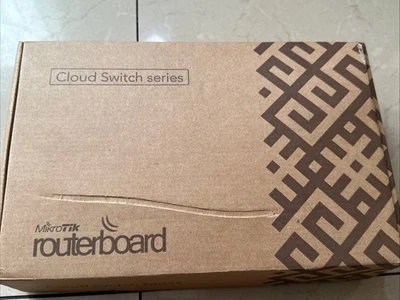 Cloud Switch series
MikroTik
routerboard